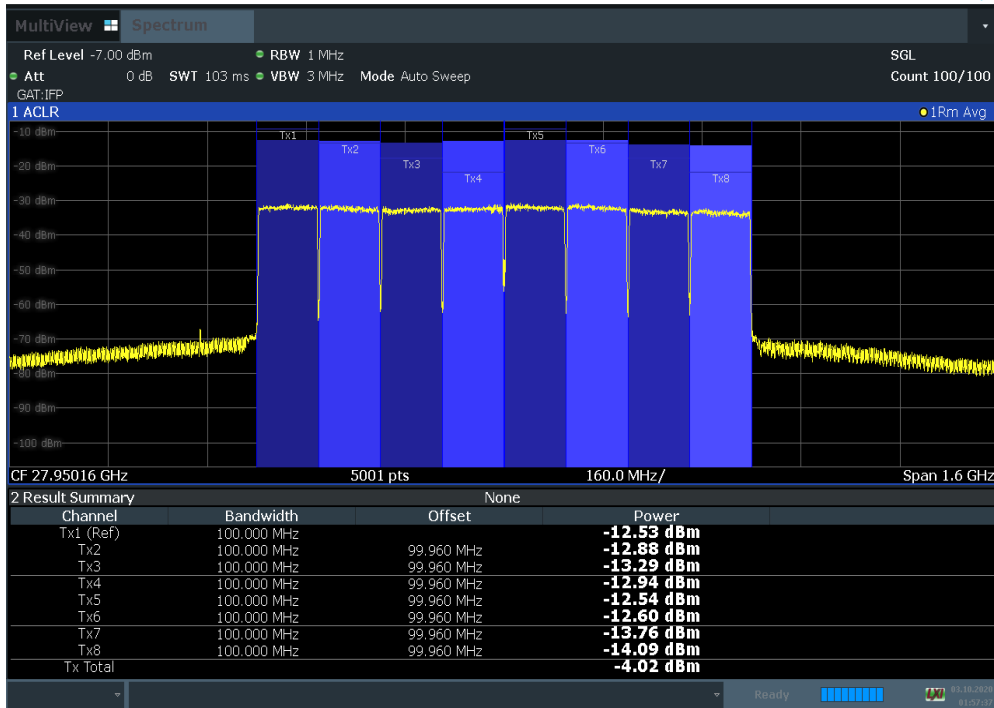 MultiView Spectrum
Ref Level -7.00 dBm RBW 1 MHz SGL
Att 0 dB SWT 103 ms VBW 3 MHz Mode Auto Sweep Count 100/100
GAT:IFP
1 ACLR 1Rm Avg
-10 dBm
Tx1 Tx5
Tx2 Tx6
-20 dBm Tx3 Tx7
Tx4 Tx8
-30 dBm
-40 dBm
-50 dBm
-60 dBm
-70 dBm
-80 dBm
-90 dBm
-100 dBm
CF 27.95016 GHz 5001 pts 160.0 MHz/ Span 1.6 GHz
2 Result Summary None
Channel Bandwidth Offset Power
Tx1 (Ref) 100.000 MHz -12.53 dBm
Tx2 100.000 MHz 99.960 MHz -12.88 dBm
Tx3 100.000 MHz 99.960 MHz -13.29 dBm
Tx4 100.000 MHz 99.960 MHz -12.94 dBm
Tx5 100.000 MHz 99.960 MHz -12.54 dBm
Tx6 100.000 MHz 99.960 MHz -12.60 dBm
Tx7 100.000 MHz 99.960 MHz -13.76 dBm
Tx8 100.000 MHz 99.960 MHz -14.09 dBm
Tx Total -4.02 dBm
Ready LXI 03.10.2020
01:57:37